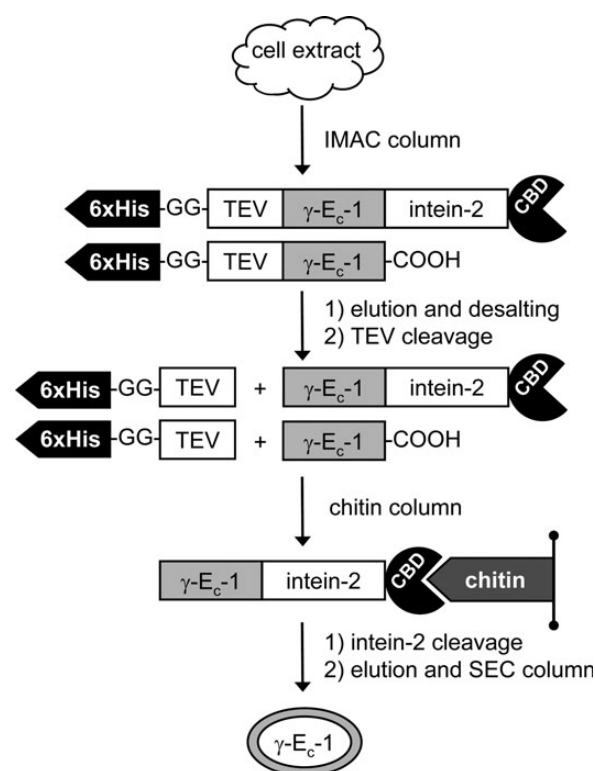 cell extract
IMAC column
6xHis -GG- TEV γ-Ec-1 intein-2 CBD
6xHis -GG- TEV γ-Ec-1 -COOH
1) elution and desalting
2) TEV cleavage
6xHis -GG- TEV + γ-Ec-1 intein-2 CBD
6xHis -GG- TEV + γ-Ec-1 -COOH
chitin column
γ-Ec-1 intein-2 CBD chitin
1) intein-2 cleavage
2) elution and SEC column
γ-Ec-1